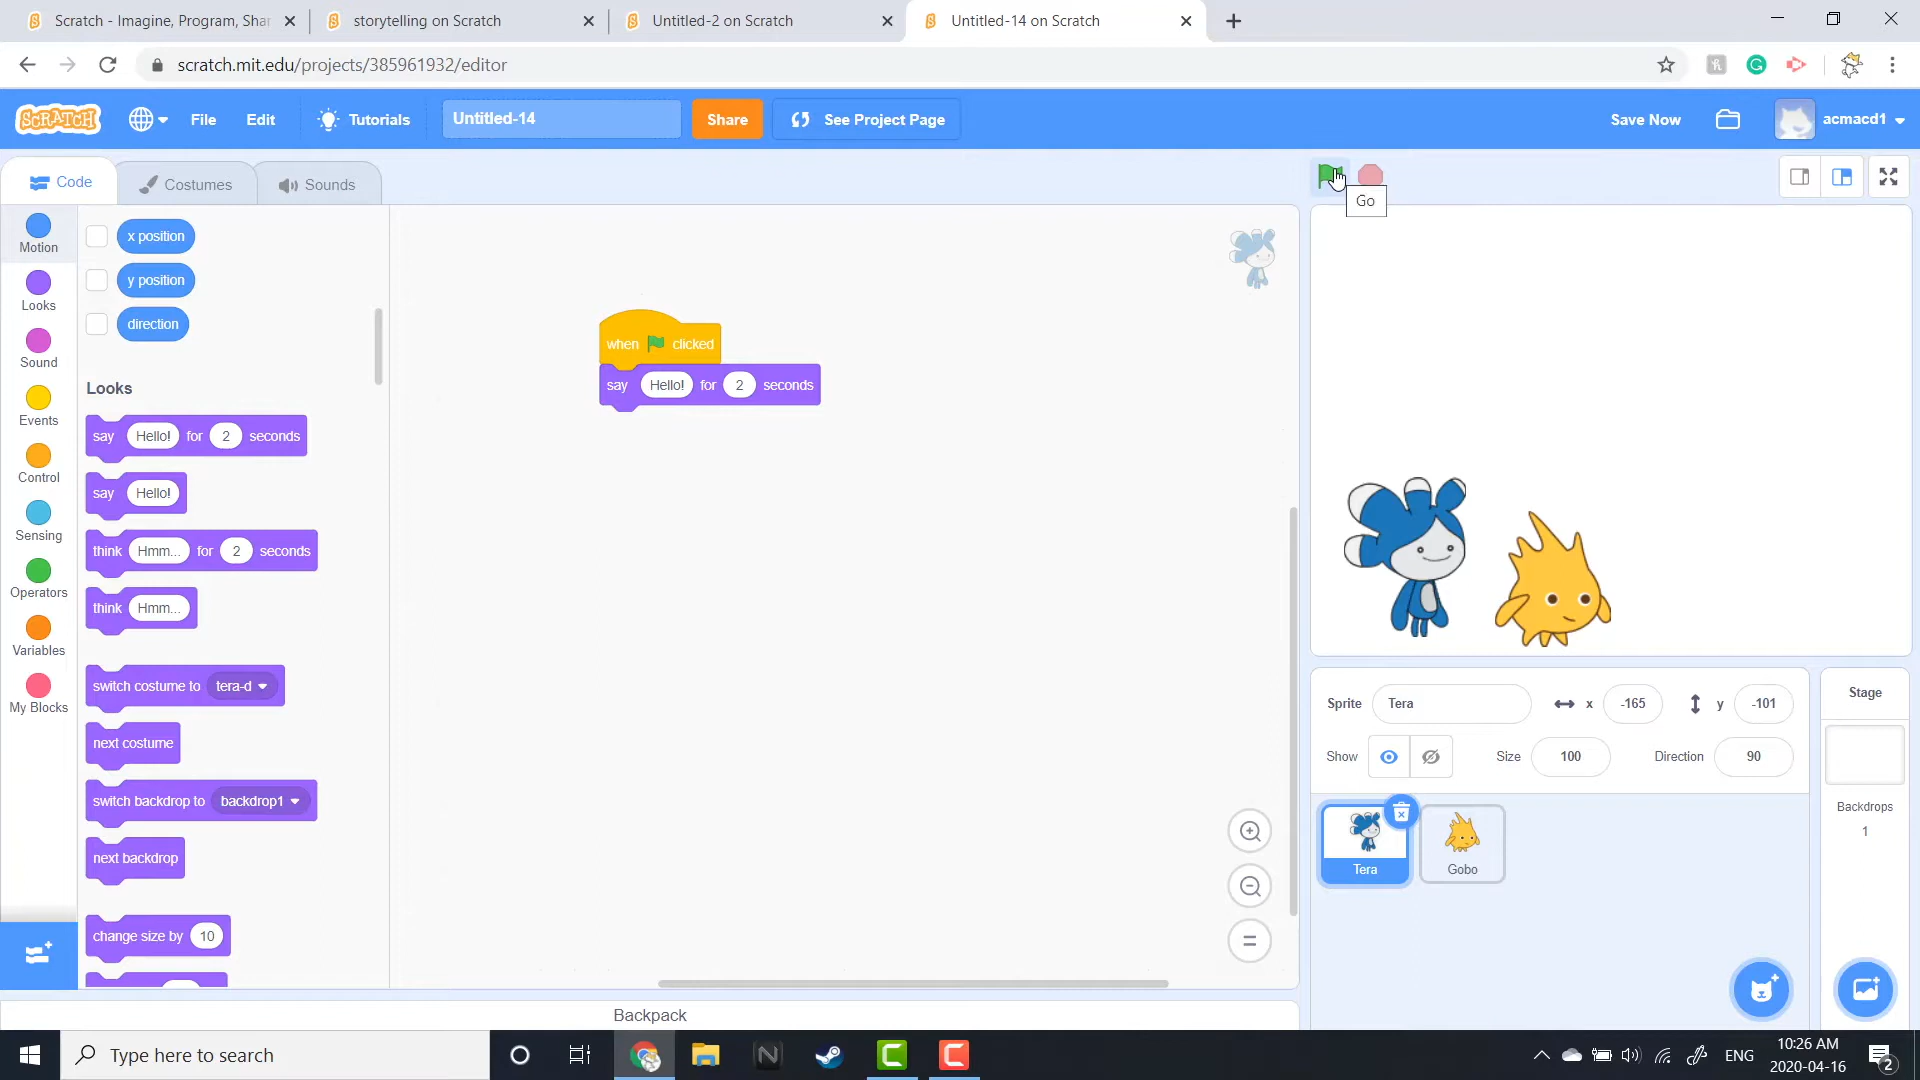 Scratch - Imagine, Program, Shar
storytelling on Scratch
Untitled-2 on Scratch
Untitled-14 on Scratch
scratch.mit.edu/projects/385961932/editor
SCRATCH
File
Edit
Tutorials
Untitled-14
Share
See Project Page
Save Now
acmacd1
Code
Costumes
Sounds
Go
Motion
Looks
Sound
Events
Control
Sensing
Operators
Variables
My Blocks
x position
y position
direction
Looks
say Hello! for 2 seconds
say Hello!
think Hmm... for 2 seconds
think Hmm...
switch costume to tera-d
next costume
switch backdrop to backdrop1
next backdrop
change size by 10
when clicked
say Hello! for 2 seconds
Sprite Tera x -165 y -101
Show Size 100 Direction 90
Tera
Gobo
Stage
Backdrops
1
Backpack
Type here to search
ENG
10:26 AM
2020-04-16
2